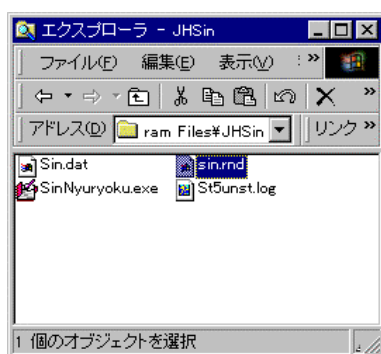 エクスプローラ - JHSin
ファイル(F) 編集(E) 表示(V) »
»
アドレス(D) ram Files¥JHSin リンク »
Sin.dat sin.rnd
SinNyuryoku.exe St5unst.log
1 個のオブジェクトを選択